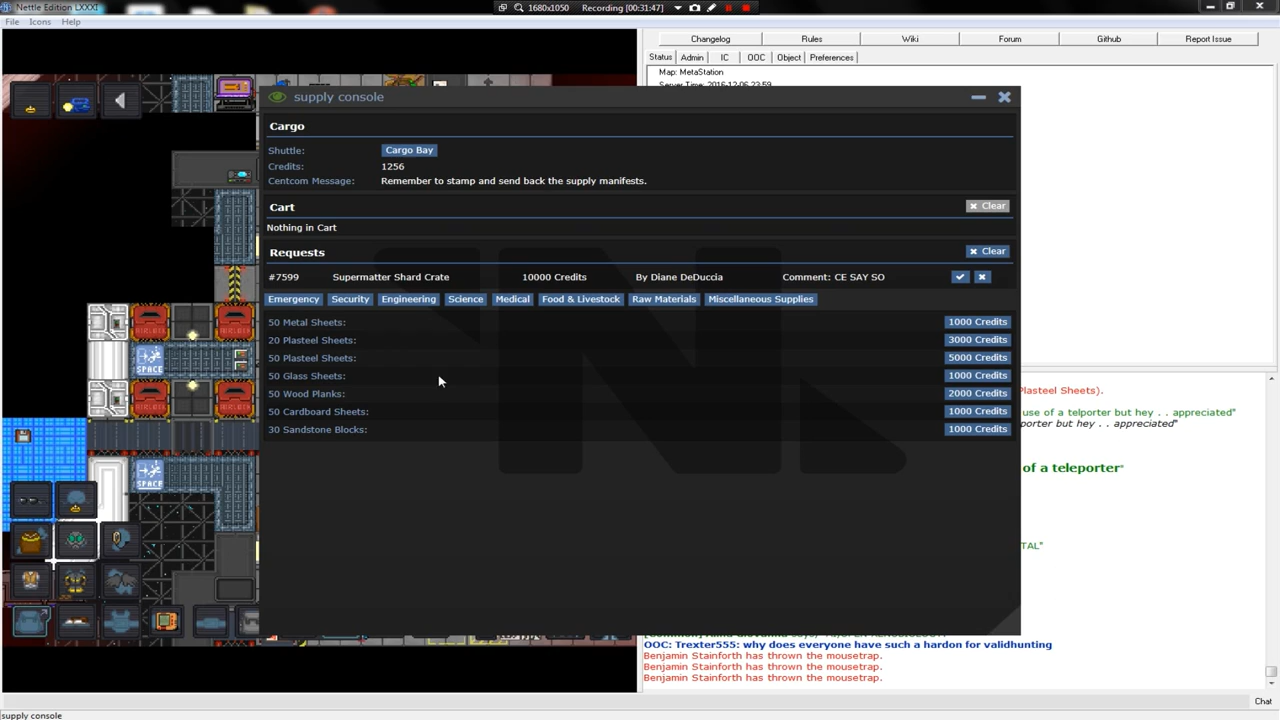 Nettle Edition LXXXI
1680x1050 Recording [00:31:47]
File Icons Help
Changelog Rules Wiki Forum Github Report Issue
Status Admin IC OOC Object Preferences
Map: MetaStation
Server Time: 2016-12-06 23:59
supply console
Cargo
Shuttle: Cargo Bay
Credits: 1256
Centcom Message: Remember to stamp and send back the supply manifests.
Cart Clear
Nothing in Cart
Requests Clear
#7599 Supermatter Shard Crate 10000 Credits By Diane DeDuccia Comment: CE SAY SO
Emergency Security Engineering Science Medical Food & Livestock Raw Materials Miscellaneous Supplies
50 Metal Sheets: 1000 Credits
20 Plasteel Sheets: 3000 Credits
50 Plasteel Sheets: 5000 Credits
50 Glass Sheets: 1000 Credits
50 Wood Planks: 2000 Credits
50 Cardboard Sheets: 1000 Credits
30 Sandstone Blocks: 1000 Credits
SPACE
SPACE
Plasteel Sheets).
use of a telporter but hey . . appreciated"
porter but hey . . appreciated"
of a teleporter"
TAL"
OOC: Trexter555: why does everyone have such a hardon for validhunting
Benjamin Stainforth has thrown the mousetrap.
Benjamin Stainforth has thrown the mousetrap.
Benjamin Stainforth has thrown the mousetrap.
Chat
supply console